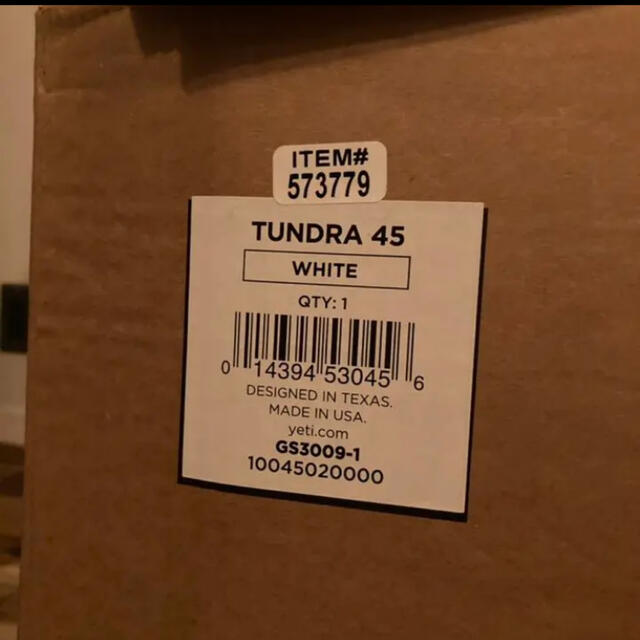 ITEM#
573779
TUNDRA 45
WHITE
QTY: 1
0 14394 53045 6
DESIGNED IN TEXAS.
MADE IN USA.
yeti.com
GS3009-1
10045020000